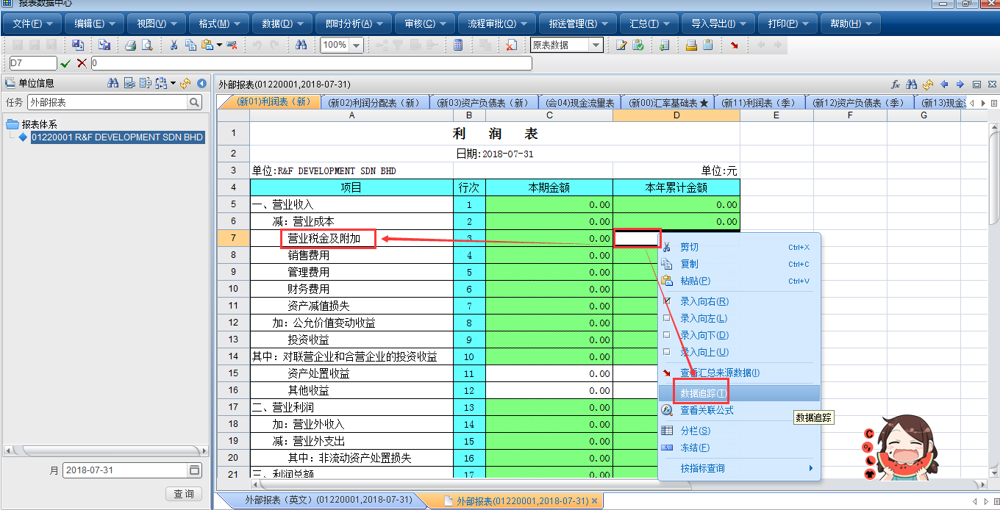 报表数据中心
文件(F) 编辑(E) 视图(V) 格式(M) 数据(D) 即时分析(A) 审核(C) 流程审批(O) 报送管理(R) 汇总(T) 导入导出(I) 打印(P) 帮助(H)
100% 原表数据
D7 0
单位信息
任务 外部报表
报表体系
01220001 R&F DEVELOPMENT SDN BHD
月 2018-07-31
查询
外部报表(01220001,2018-07-31)
(新01)利润表（新） (新02)利润分配表（新） (新03)资产负债表（新） (会04)现金流量表 (新00)汇率基础表★ (新11)利润表（季） (新12)资产负债表（季） (新13)现金
A B C D E F G
1 利 润 表
2 日期:2018-07-31
3 单位:R&F DEVELOPMENT SDN BHD 单位:元
4 项目 行次 本期金额 本年累计金额
5 一、营业收入 1 0.00 0.00
6 减: 营业成本 2 0.00 0.00
7 营业税金及附加 3 0.00
8 销售费用 4 0.00
9 管理费用 5 0.00
10 财务费用 6 0.00
11 资产减值损失 7 0.00
12 加: 公允价值变动收益 8 0.00
13 投资收益 9 0.00
14 其中: 对联营企业和合营企业的投资收益 10 0.00
15 资产处置收益 11 0.00
16 其他收益 12 0.00
17 二、营业利润 13 0.00
18 加: 营业外收入 14 0.00
19 减: 营业外支出 15 0.00
20 其中: 非流动资产处置损失 16 0.00
21 三、利润总额 17 0.00
剪切 Ctrl+X
复制 Ctrl+C
粘贴(P) Ctrl+V
录入向右(R)
录入向左(L)
录入向下(D)
录入向上(U)
查看汇总来源数据(I)
数据追踪(T)
查看关联公式
数据追踪
分栏(S)
冻结(F)
按指标查询
外部报表（英文）(01220001,2018-07-31) 外部报表(01220001,2018-07-31)